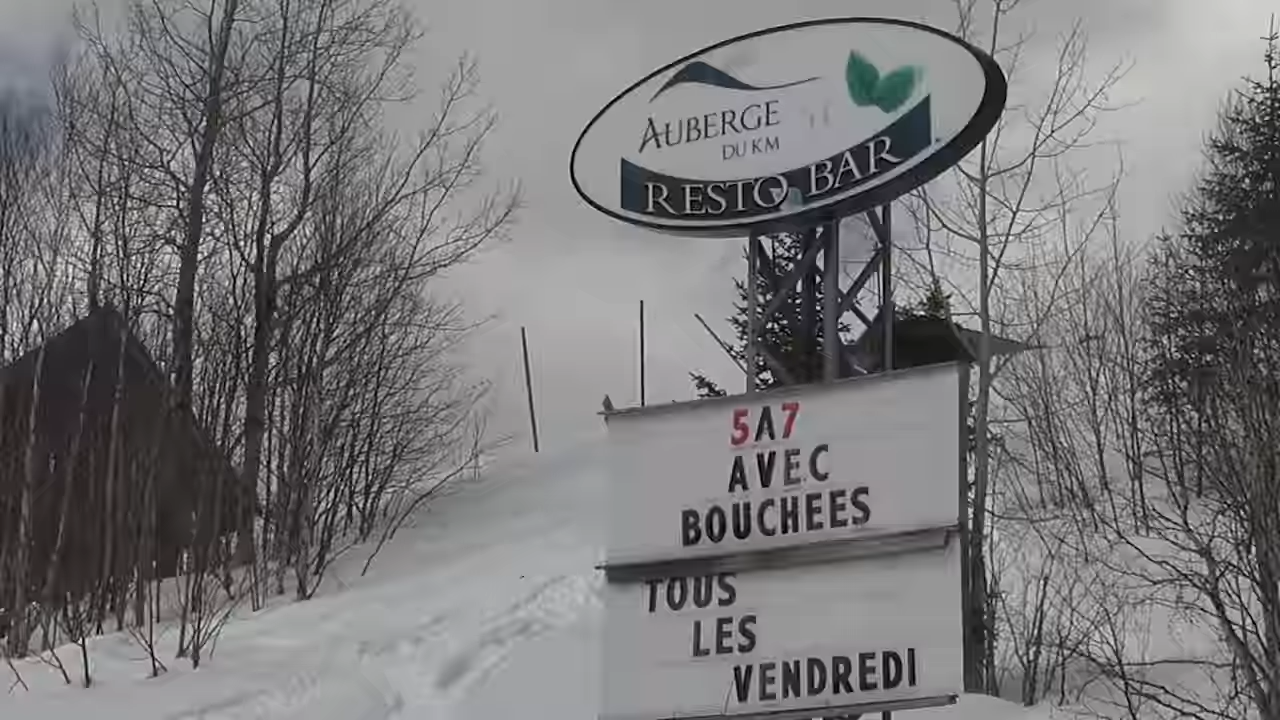 AUBERGE
DU KM
RESTO BAR
5A7
AVEC
BOUCHEES
TOUS
LES
VENDREDI